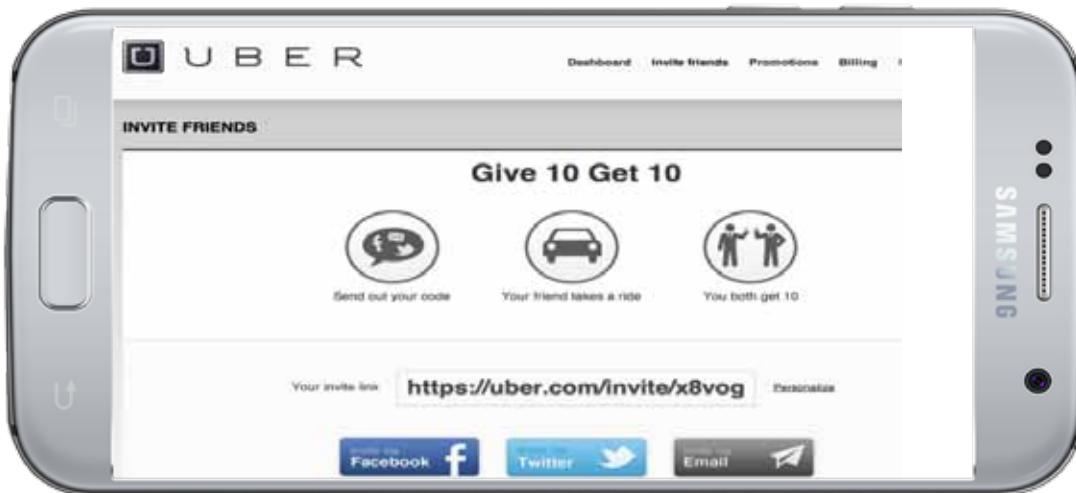 UBER
Dashboard Invite friends Promotions Billing
INVITE FRIENDS
Give 10 Get 10
Send out your code
Your friend takes a ride
You both get 10
Your invite link https://uber.com/invite/x8vog Personalize
Facebook
Twitter
Email
SAMSUNG